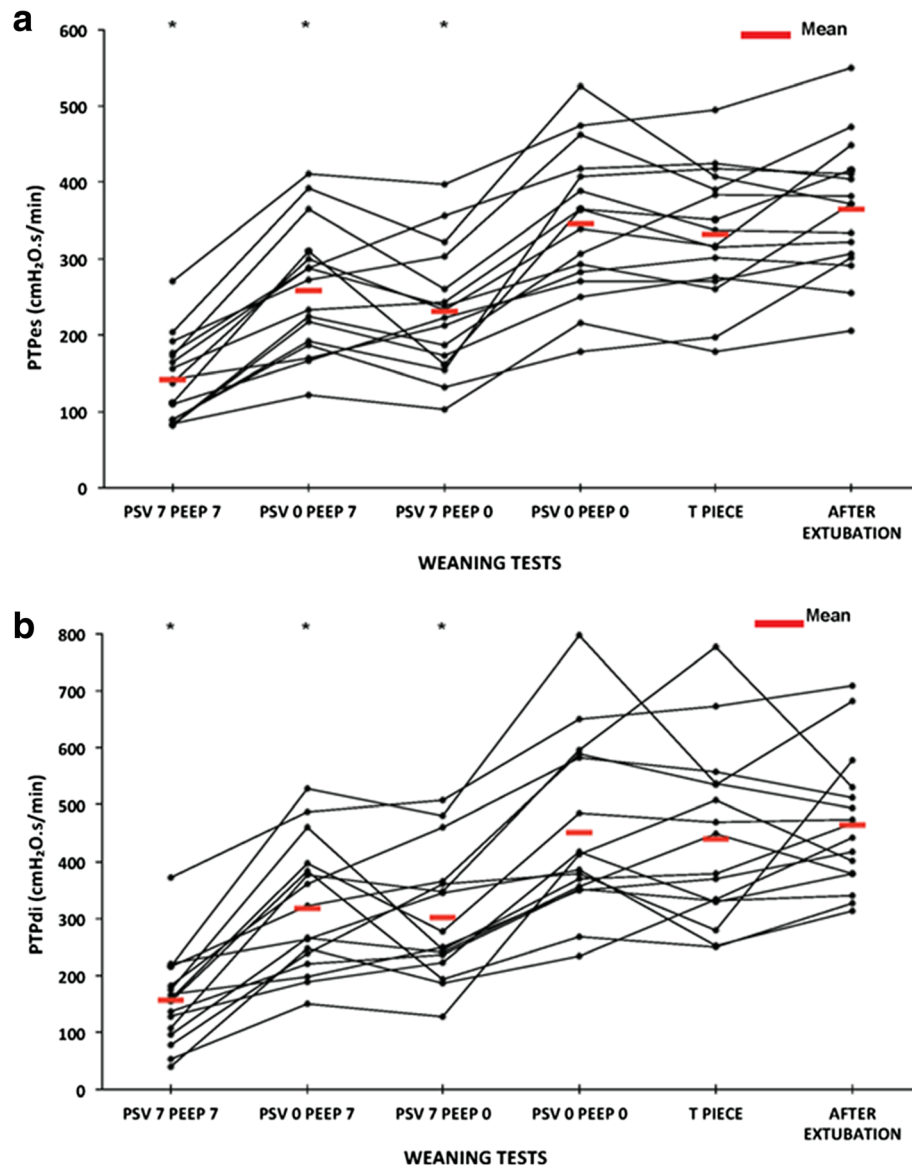 a
* * *
Mean
600
500
400
300
200
100
0
PTPes (cmH₂O.s/min)
PSV 7 PEEP 7 PSV 0 PEEP 7 PSV 7 PEEP 0 PSV 0 PEEP 0 T PIECE AFTER
EXTUBATION
WEANING TESTS
b
* * *
Mean
800
700
600
500
400
300
200
100
0
PTPdi (cmH₂O.s/min)
PSV 7 PEEP 7 PSV 0 PEEP 7 PSV 7 PEEP 0 PSV 0 PEEP 0 T PIECE AFTER
EXTUBATION
WEANING TESTS